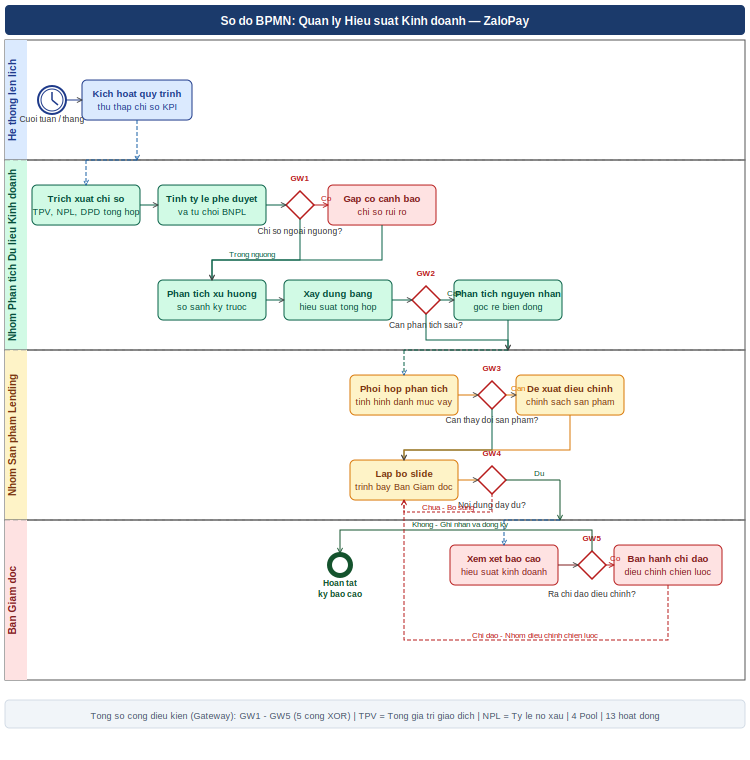 So do BPMN: Quan ly Hieu suat Kinh doanh — ZaloPay
He thong len lich
Cuoi tuan / thang
Kich hoat quy trinh
thu thap chi so KPI
Nhom Phan tich Du lieu Kinh doanh
Trich xuat chi so
TPV, NPL, DPD tong hop
Tinh ty le phe duyet
va tu choi BNPL
GW1
Chi so ngoai nguong?
Co
Gap co canh bao
chi so rui ro
Trong nguong
Phan tich xu huong
so sanh ky truoc
Xay dung bang
hieu suat tong hop
GW2
Can phan tich sau?
Phan tich nguyen nhan
goc re bien dong
Nhom San pham Lending
Phoi hop phan tich
tinh hinh danh muc vay
GW3
Can thay doi san pham?
Can
De xuat dieu chinh
chinh sach san pham
Lap bo slide
trinh bay Ban Giam doc
GW4
Noi dung day du?
Du
Chua - Bo sung
Ban Giam doc
Khong - Ghi nhan va dong ky
Hoan tat
ky bao cao
Xem xet bao cao
hieu suat kinh doanh
GW5
Ra chi dao dieu chinh?
Co
Ban hanh chi dao
dieu chinh chien luoc
Chi dao - Nhom dieu chinh chien luoc
Tong so cong dieu kien (Gateway): GW1 - GW5 (5 cong XOR) | TPV = Tong gia tri giao dich | NPL = Ty le no xau | 4 Pool | 13 hoat dong